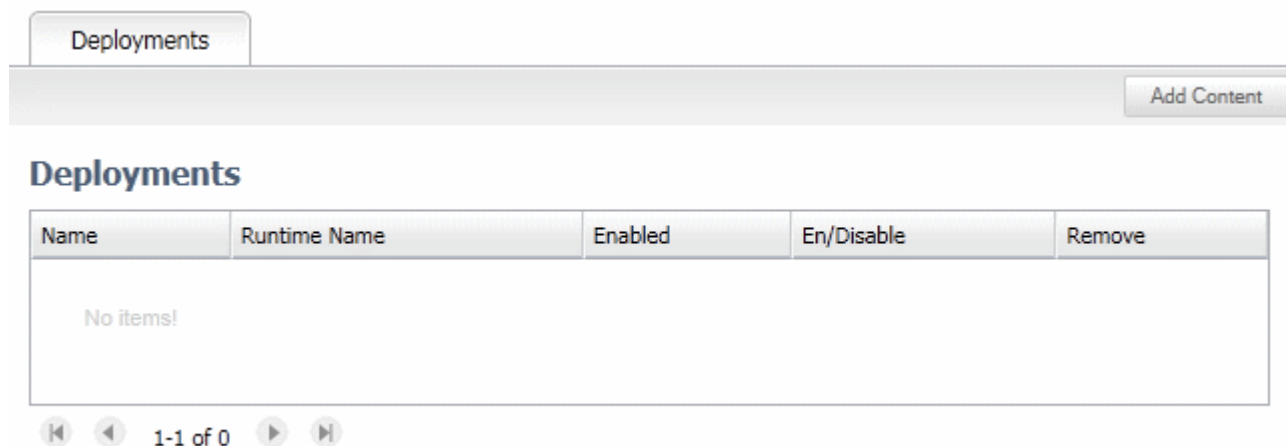 Deployments
Add Content
Deployments
Name Runtime Name Enabled En/Disable Remove
No items!
1-1 of 0